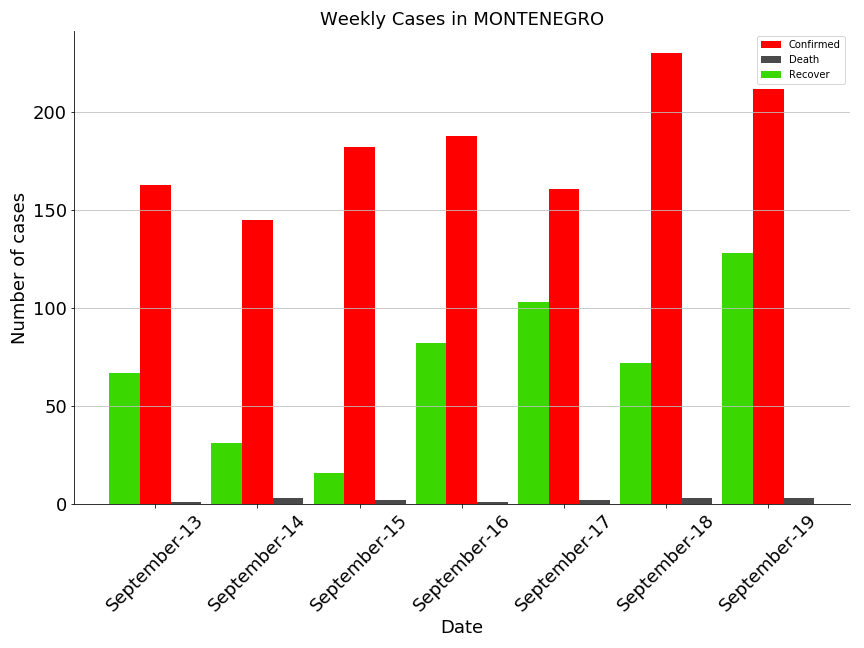 Weekly Cases in MONTENEGRO
Confirmed
Death
Recover
Number of cases
200
150
100
50
0
September-13
September-14
September-15
September-16
September-17
September-18
September-19
Date